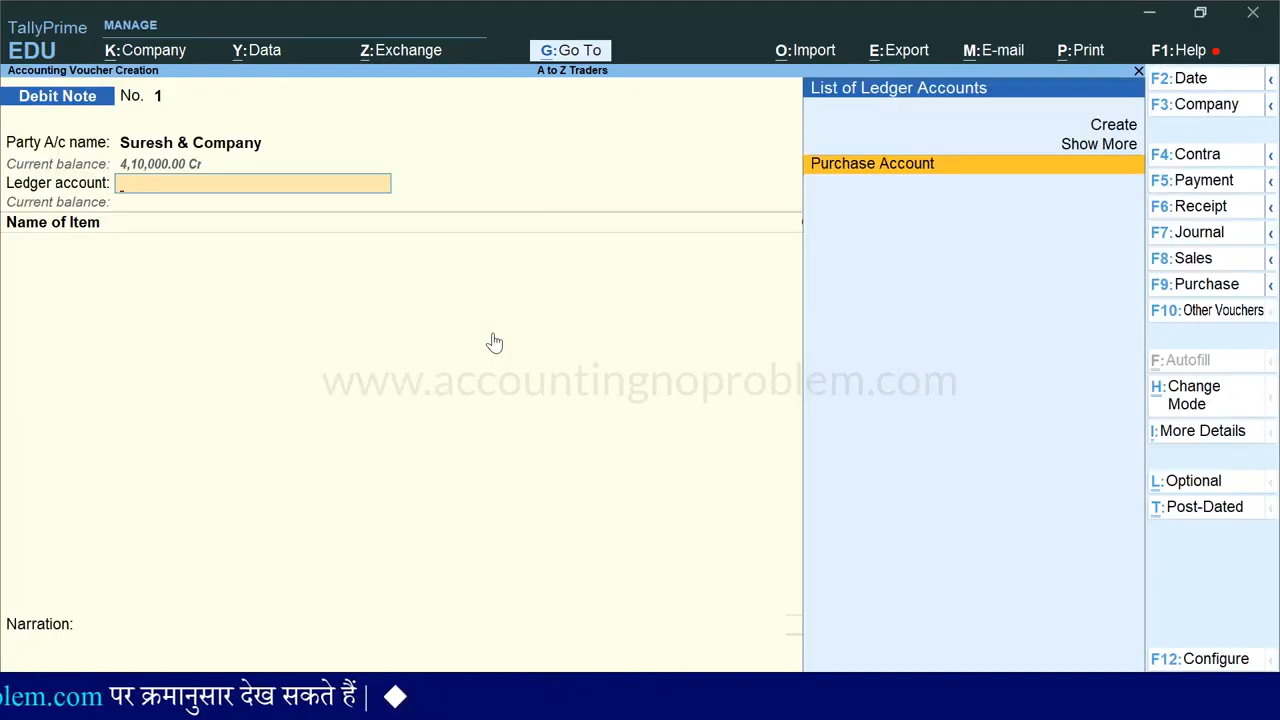 TallyPrime
EDU
MANAGE
K:Company
Y:Data
Z:Exchange
G:Go To
O:Import
E:Export
M:E-mail
P:Print
F1:Help
Accounting Voucher Creation
A to Z Traders
Debit Note No. 1
Party A/c name: Suresh & Company
Current balance: 4,10,000.00 Cr
Ledger account:
Current balance:
Name of Item
Narration:
List of Ledger Accounts
Create
Show More
Purchase Account
F2:Date
F3:Company
F4:Contra
F5:Payment
F6:Receipt
F7:Journal
F8:Sales
F9:Purchase
F10:Other Vouchers
F:Autofill
H:Change
Mode
I:More Details
L:Optional
T:Post-Dated
F12:Configure
www.accountingnoproblem.com
blem.com पर क्रमानुसार देख सकते हैं |